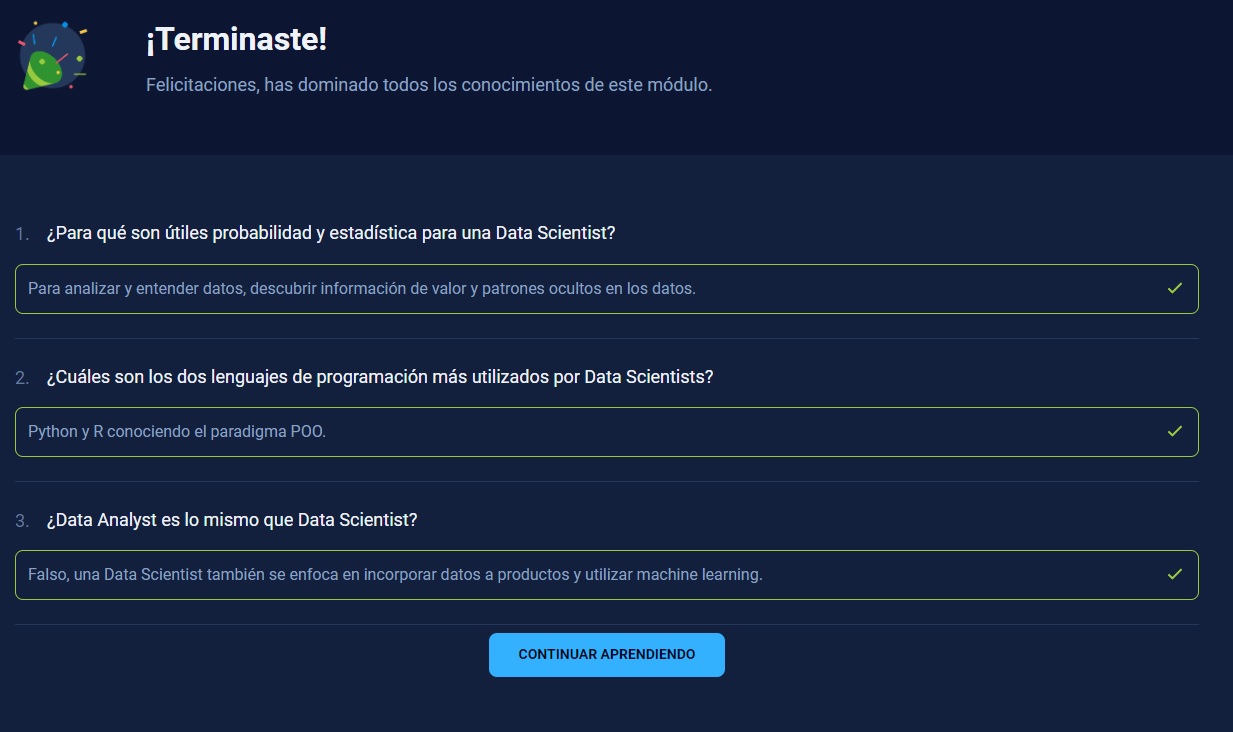 ¡Terminaste!
Felicitaciones, has dominado todos los conocimientos de este módulo.
1. ¿Para qué son útiles probabilidad y estadística para una Data Scientist?
Para analizar y entender datos, descubrir información de valor y patrones ocultos en los datos.
2. ¿Cuáles son los dos lenguajes de programación más utilizados por Data Scientists?
Python y R conociendo el paradigma POO.
3. ¿Data Analyst es lo mismo que Data Scientist?
Falso, una Data Scientist también se enfoca en incorporar datos a productos y utilizar machine learning.
CONTINUAR APRENDIENDO